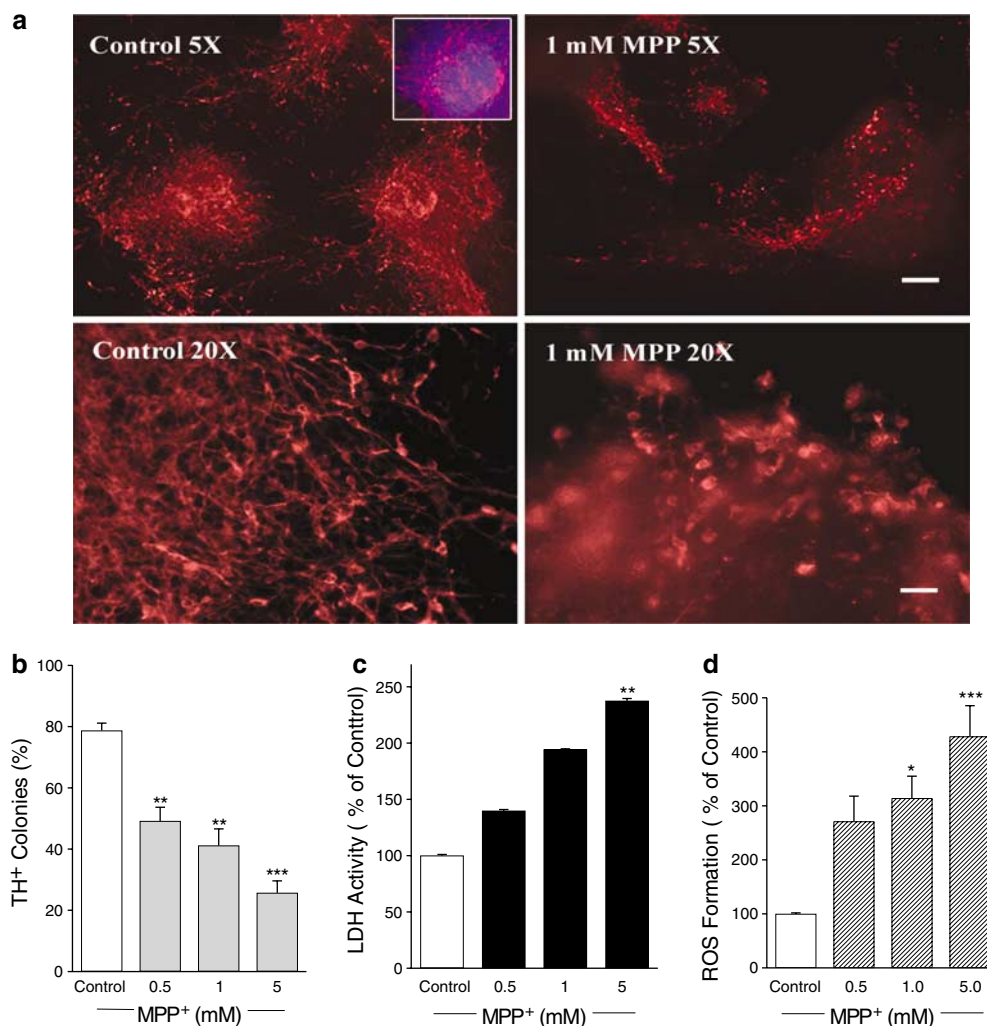 a
Control 5X
1 mM MPP 5X
Control 20X
1 mM MPP 20X
b
TH+ Colonies (%)
100
80
60
40
20
0
**
**
***
Control 0.5 1 5
MPP+ (mM)
c
LDH Activity ( % of Conttrol)
250
200
150
100
50
0
**
Control 0.5 1 5
MPP+ (mM)
d
ROS Formation ( % of Control)
500
400
300
200
100
0
*
***
Control 0.5 1.0 5.0
MPP+ (mM)